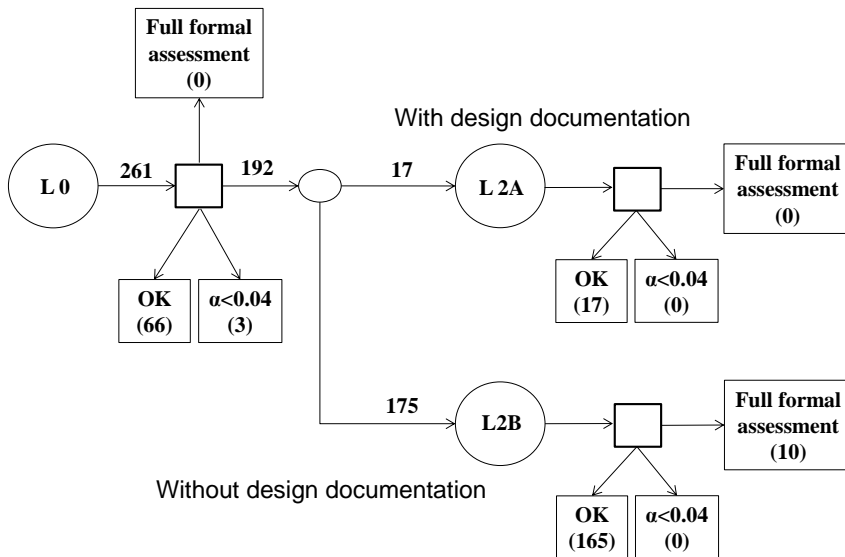 Full formal
assessment
(0)
With design documentation
L 0
261
192
17
L 2A
Full formal
assessment
(0)
OK
(66)
α<0.04
(3)
OK
(17)
α<0.04
(0)
175
L2B
Full formal
assessment
(10)
Without design documentation
OK
(165)
α<0.04
(0)